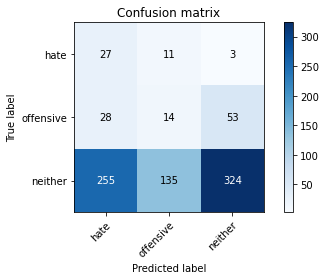 Confusion matrix
True label
hate 27 11 3
offensive 28 14 53
neither 255 135 324
hate offensive neither
Predicted label
300
250
200
150
100
50